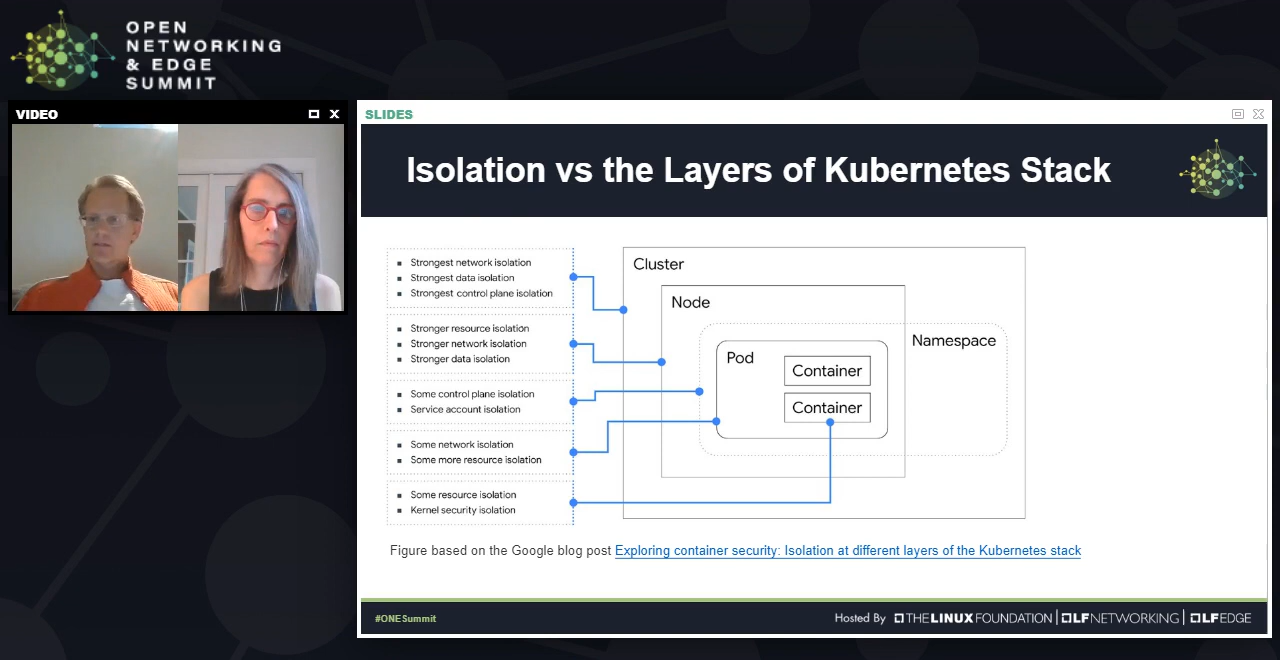 OPEN
NETWORKING
& EDGE
SUMMIT
VIDEO
SLIDES
Isolation vs the Layers of Kubernetes Stack
▪ Strongest network isolation
▪ Strongest data isolation
▪ Strongest control plane isolation
▪ Stronger resource isolation
▪ Stronger network isolation
▪ Stronger data isolation
▪ Some control plane isolation
▪ Service account isolation
▪ Some network isolation
▪ Some more resource isolation
▪ Some resource isolation
▪ Kernel security isolation
Cluster
Node
Namespace
Pod
Container
Container
Figure based on the Google blog post Exploring container security: Isolation at different layers of the Kubernetes stack
#ONESummit
Hosted By THE LINUX FOUNDATION | LFNETWORKING | LFEDGE